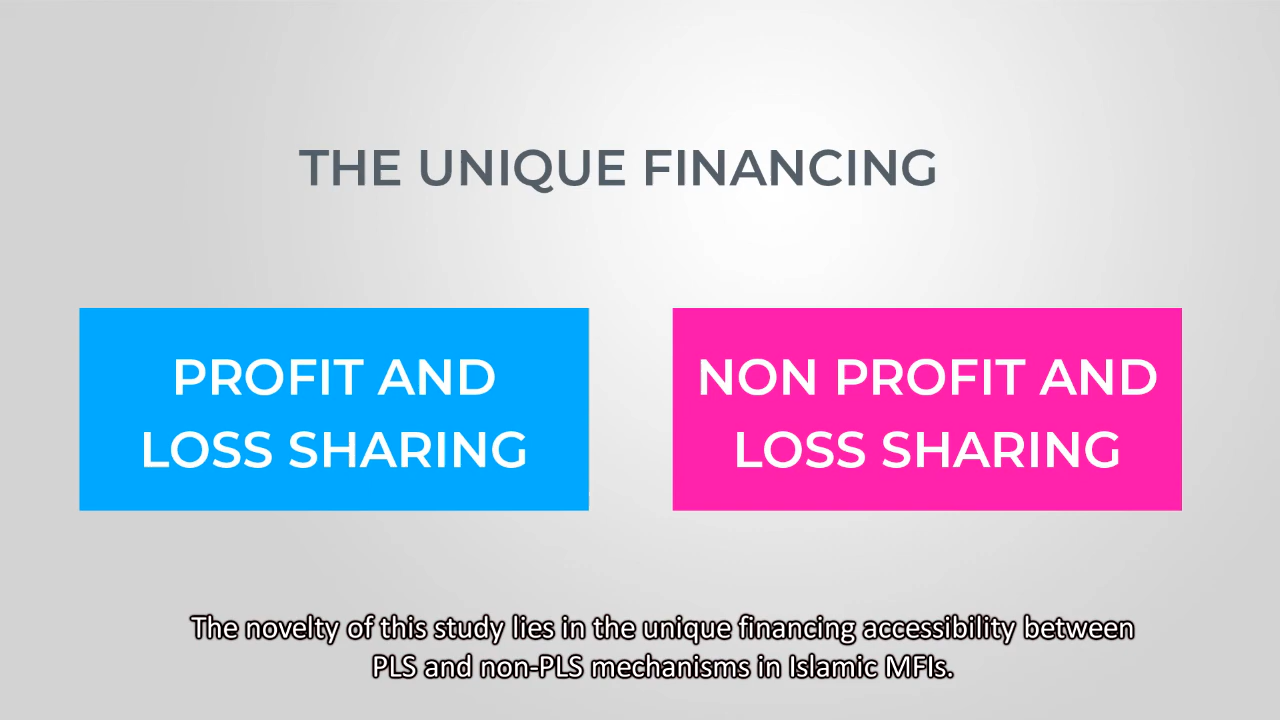 THE UNIQUE FINANCING
PROFIT AND
LOSS SHARING
NON PROFIT AND
LOSS SHARING
The novelty of this study lies in the unique financing accessibility between
PLS and non-PLS mechanisms in Islamic MFIs.